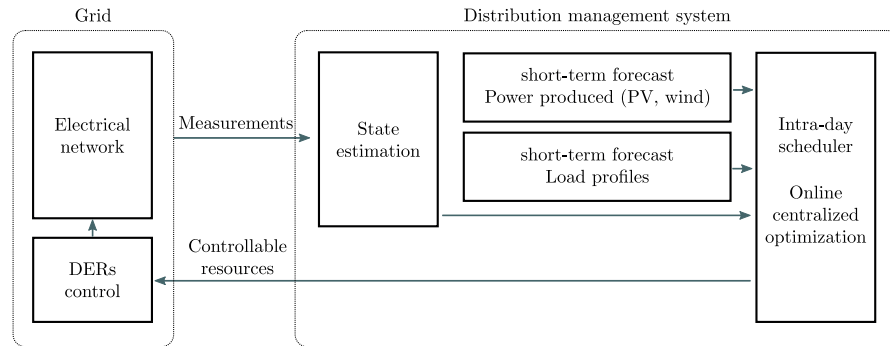 Grid
Distribution management system
Electrical
network
Measurements
State
estimation
short-term forecast
Power produced (PV, wind)
short-term forecast
Load profiles
Intra-day
scheduler
Online
centralized
optimization
DERs
control
Controllable
resources